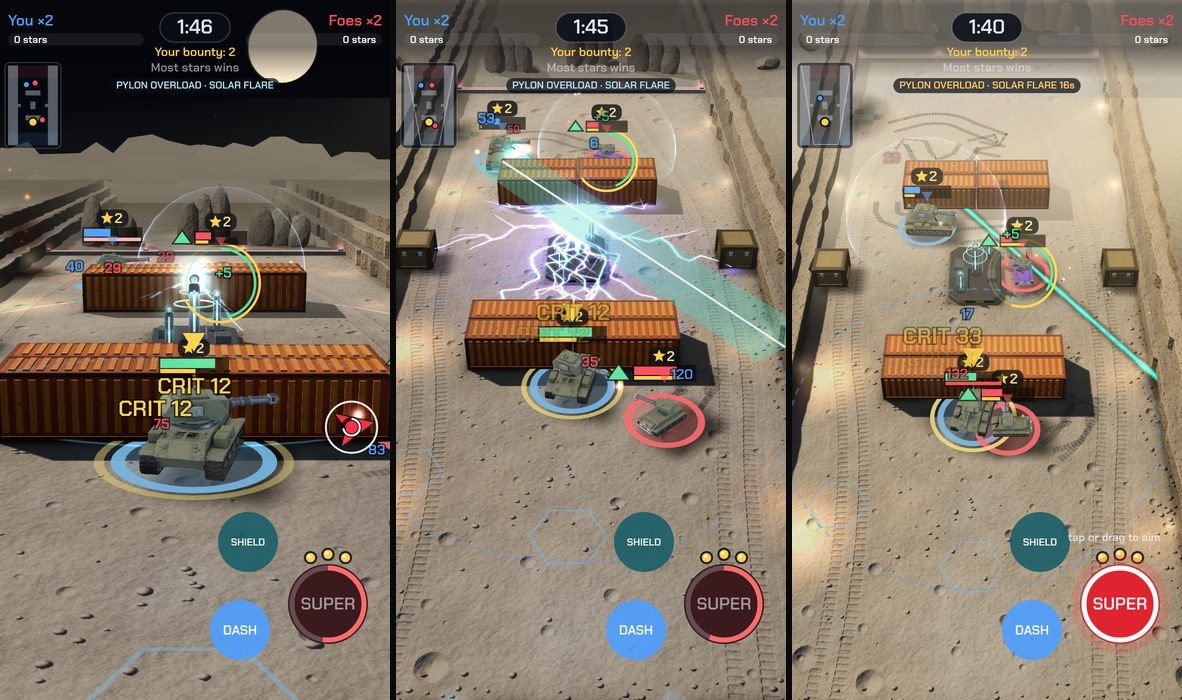 You ×2
1:46
Foes ×2
0 stars
0 stars
Your bounty: 2
Most stars wins
PYLON OVERLOAD · SOLAR FLARE
★2
★2
40
29
+5
★2
CRIT 12
CRIT 12
75
83
SHIELD
SUPER
DASH
You ×2
1:45
Foes ×2
0 stars
0 stars
Your bounty: 2
Most stars wins
PYLON OVERLOAD · SOLAR FLARE
★2
★2
53
6
CRIT 12
35
★2
120
SHIELD
SUPER
DASH
You ×2
1:40
Foes ×2
0 stars
0 stars
Your bounty: 2
Most stars wins
PYLON OVERLOAD · SOLAR FLARE 16s
★2
★2
+5
17
CRIT 33
★2
132
★2
SHIELD
tap or drag to aim
SUPER
DASH